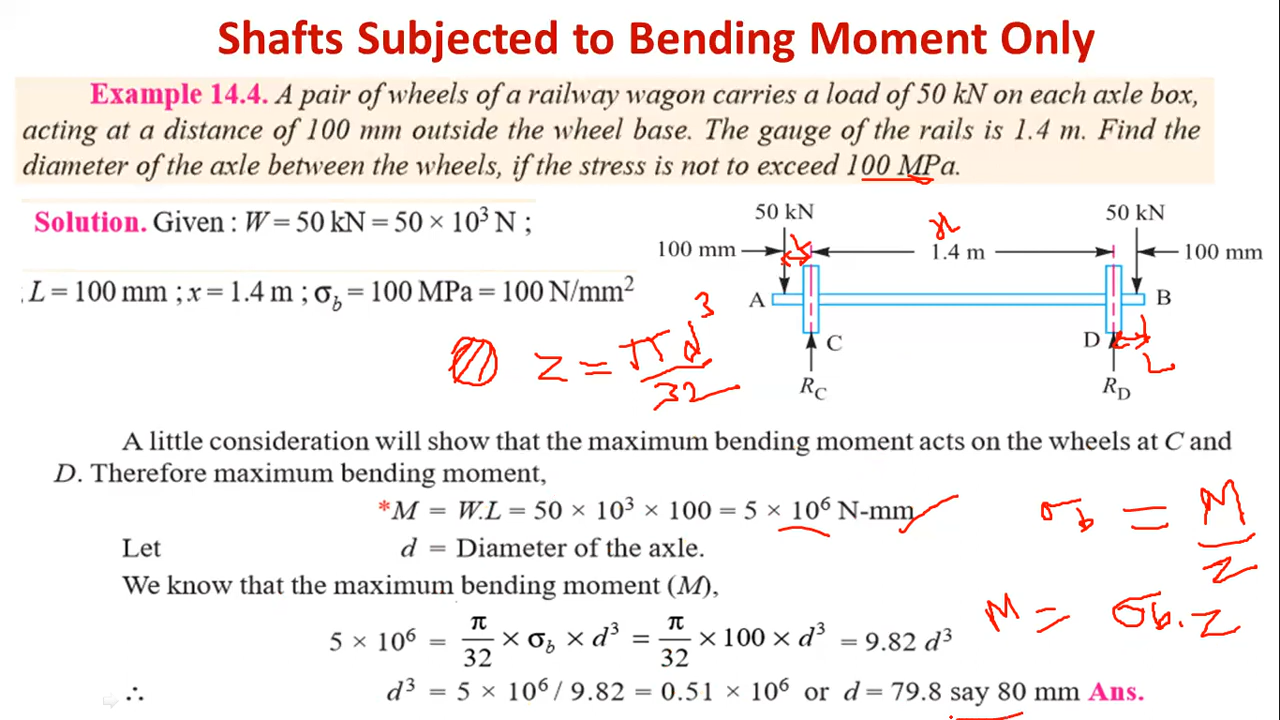 Shafts Subjected to Bending Moment Only
Example 14.4. A pair of wheels of a railway wagon carries a load of 50 kN on each axle box,
acting at a distance of 100 mm outside the wheel base. The gauge of the rails is 1.4 m. Find the
diameter of the axle between the wheels, if the stress is not to exceed 100 MPa.
Solution. Given : W = 50 kN = 50 × 10³ N ;
L = 100 mm ; x = 1.4 m ; σb = 100 MPa = 100 N/mm²
50 kN
x
50 kN
100 mm
L
1.4 m
100 mm
A
B
C
D
L
RC
RD
Z = πd³/32
A little consideration will show that the maximum bending moment acts on the wheels at C and
D. Therefore maximum bending moment,
*M = W.L = 50 × 10³ × 100 = 5 × 10⁶ N-mm
σb = M/Z
Let d = Diameter of the axle.
We know that the maximum bending moment (M),
M = σb.Z
5 × 10⁶ = π/32 × σb × d³ = π/32 × 100 × d³ = 9.82 d³
∴ d³ = 5 × 10⁶ / 9.82 = 0.51 × 10⁶ or d = 79.8 say 80 mm Ans.